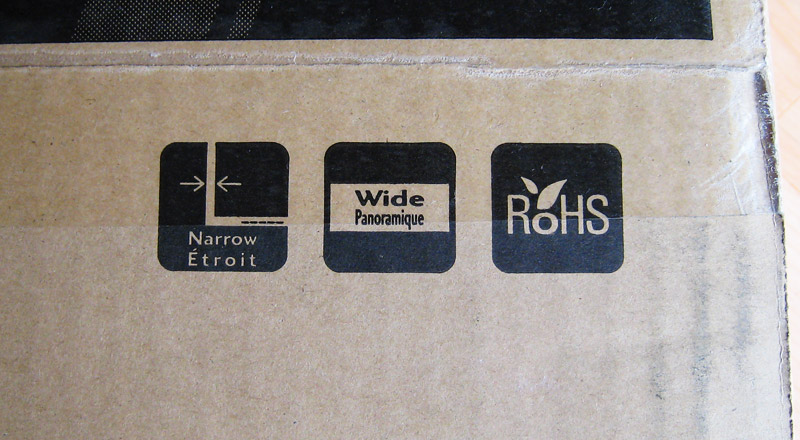 Narrow
Étroit
Wide
Panoramique
RoHS